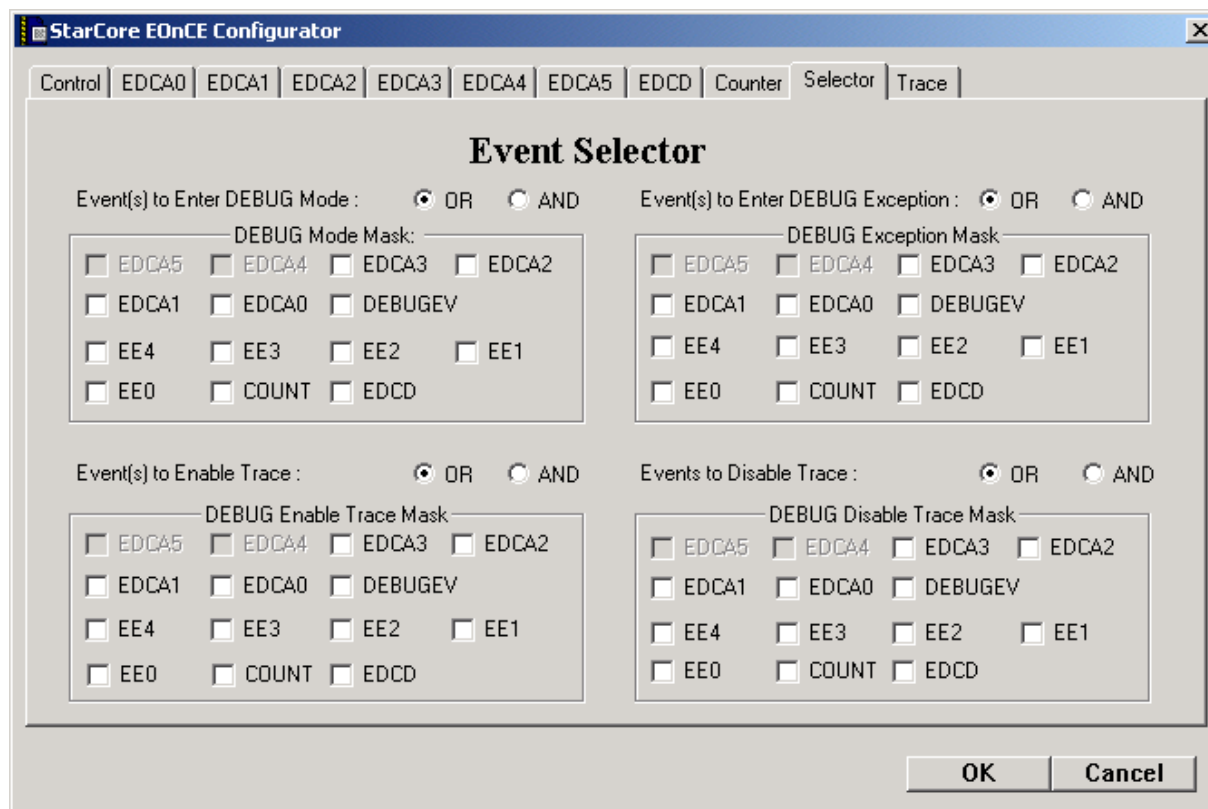 StarCore EOnCE Configurator
Control EDCA0 EDCA1 EDCA2 EDCA3 EDCA4 EDCA5 EDCD Counter Selector Trace
Event Selector
Event(s) to Enter DEBUG Mode : OR AND
DEBUG Mode Mask:
EDCA5 EDCA4 EDCA3 EDCA2
EDCA1 EDCA0 DEBUGEV
EE4 EE3 EE2 EE1
EE0 COUNT EDCD
Event(s) to Enter DEBUG Exception : OR AND
DEBUG Exception Mask
EDCA5 EDCA4 EDCA3 EDCA2
EDCA1 EDCA0 DEBUGEV
EE4 EE3 EE2 EE1
EE0 COUNT EDCD
Event(s) to Enable Trace : OR AND
DEBUG Enable Trace Mask
EDCA5 EDCA4 EDCA3 EDCA2
EDCA1 EDCA0 DEBUGEV
EE4 EE3 EE2 EE1
EE0 COUNT EDCD
Events to Disable Trace : OR AND
DEBUG Disable Trace Mask
EDCA5 EDCA4 EDCA3 EDCA2
EDCA1 EDCA0 DEBUGEV
EE4 EE3 EE2 EE1
EE0 COUNT EDCD
OK Cancel